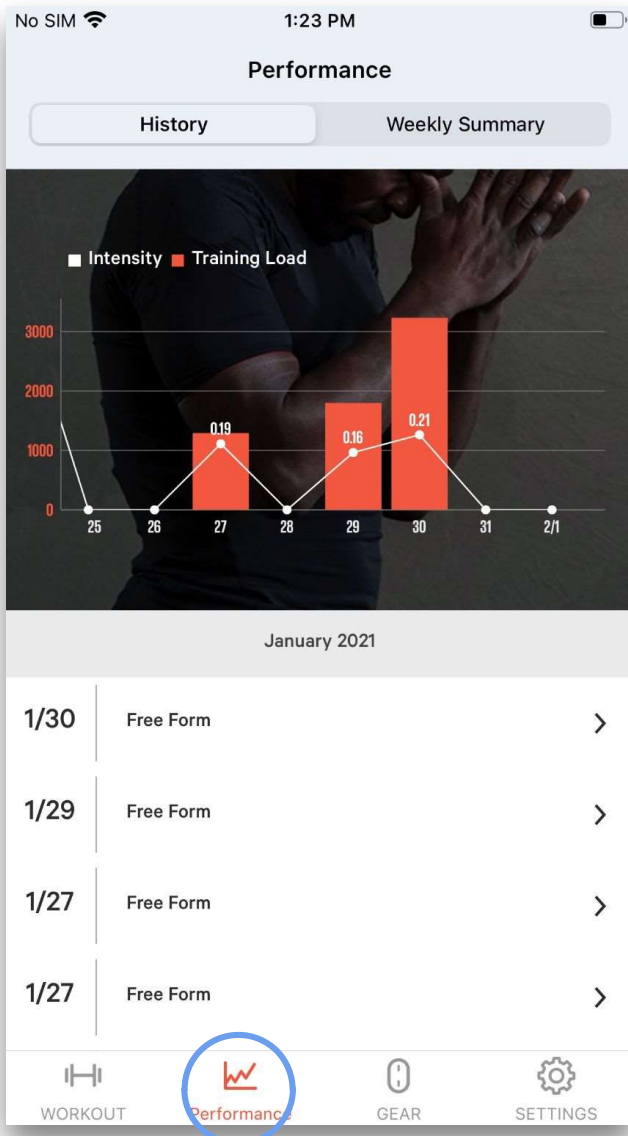 No SIM 1:23 PM
Performance
History Weekly Summary
Intensity Training Load
3000
2000
1000
0
0.19 0.16 0.21
25 26 27 28 29 30 31 2/1
January 2021
1/30 Free Form
1/29 Free Form
1/27 Free Form
1/27 Free Form
WORKOUT Performance GEAR SETTINGS